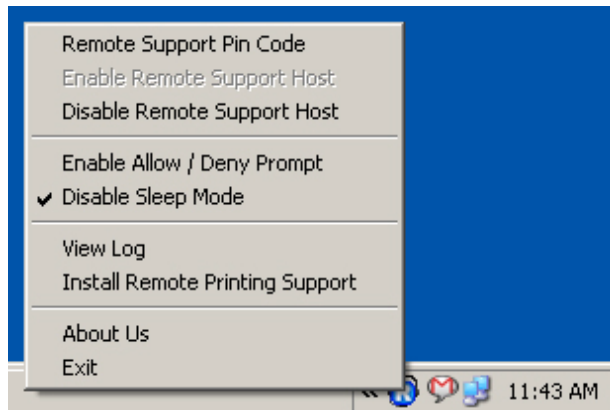 Remote Support Pin Code
Enable Remote Support Host
Disable Remote Support Host
Enable Allow / Deny Prompt
Disable Sleep Mode
View Log
Install Remote Printing Support
About Us
Exit
11:43 AM